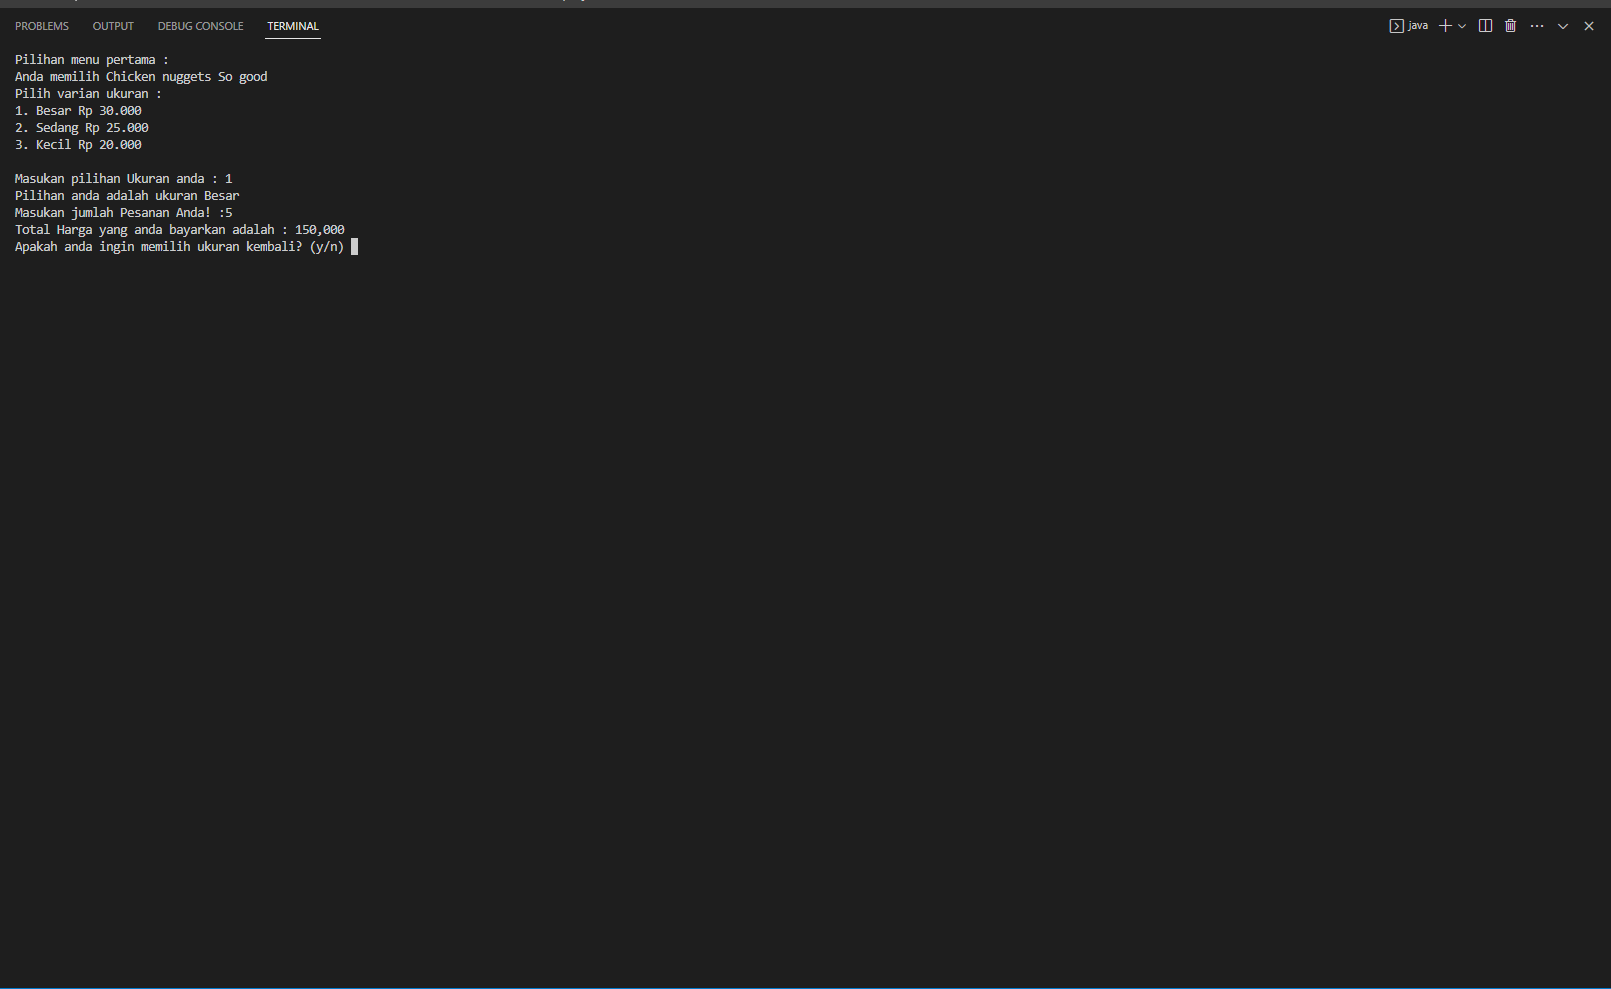 PROBLEMS OUTPUT DEBUG CONSOLE TERMINAL java
Pilihan menu pertama :
Anda memilih Chicken nuggets So good
Pilih varian ukuran :
1. Besar Rp 30.000
2. Sedang Rp 25.000
3. Kecil Rp 20.000
Masukan pilihan Ukuran anda : 1
Pilihan anda adalah ukuran Besar
Masukan jumlah Pesanan Anda! :5
Total Harga yang anda bayarkan adalah : 150,000
Apakah anda ingin memilih ukuran kembali? (y/n)